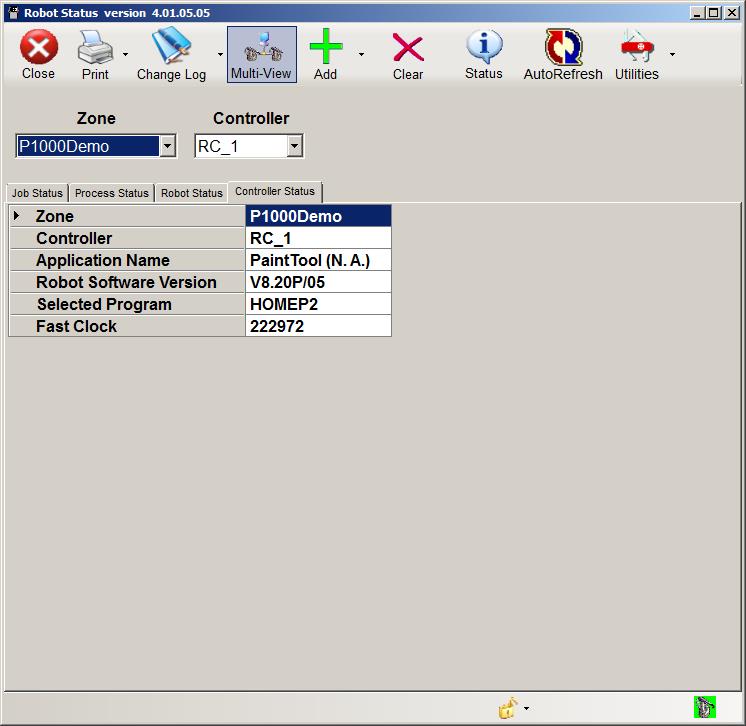 Robot Status version 4.01.05.05
Close Print Change Log Multi-View Add Clear Status AutoRefresh Utilities
Zone Controller
P1000Demo RC_1
Job Status Process Status Robot Status Controller Status
Zone P1000Demo
Controller RC_1
Application Name PaintTool (N. A.)
Robot Software Version V8.20P/05
Selected Program HOMEP2
Fast Clock 222972